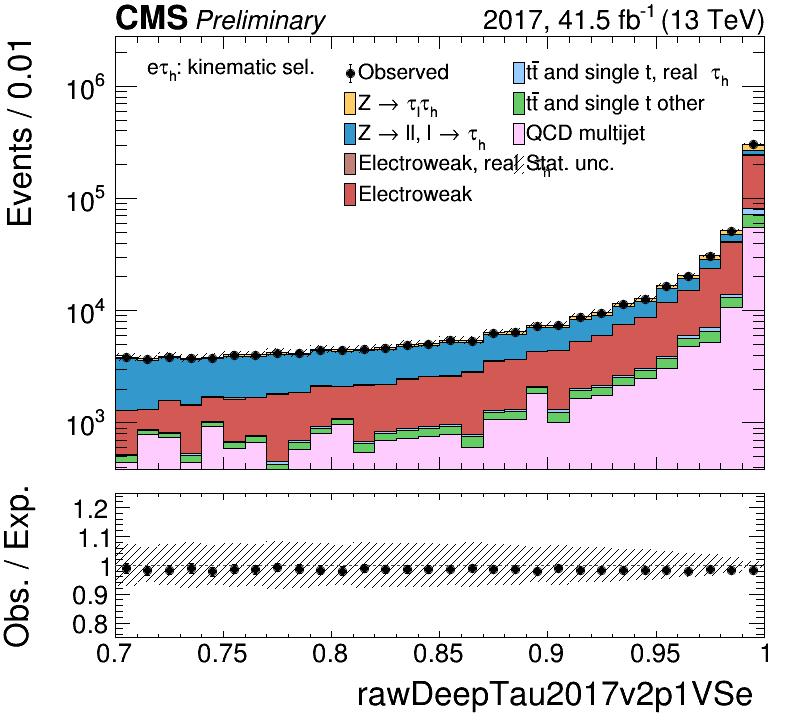 CMS Preliminary 2017, 41.5 fb⁻¹ (13 TeV)
Events / 0.01
10⁶
10⁵
10⁴
10³
eτₕ: kinematic sel.
Observed
Z → τₗτₕ
Z → ll, l → τₕ
Electroweak, real τₕ
Electroweak
tt̄ and single t, real τₕ
tt̄ and single t other
QCD multijet
Stat. unc.
Obs. / Exp.
1.2
1.1
1
0.9
0.8
0.7 0.75 0.8 0.85 0.9 0.95 1
rawDeepTau2017v2p1VSe